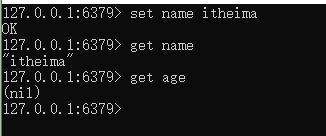 127.0.0.1:6379> set name itheima
OK
127.0.0.1:6379> get name
"itheima"
127.0.0.1:6379> get age
(nil)
127.0.0.1:6379>